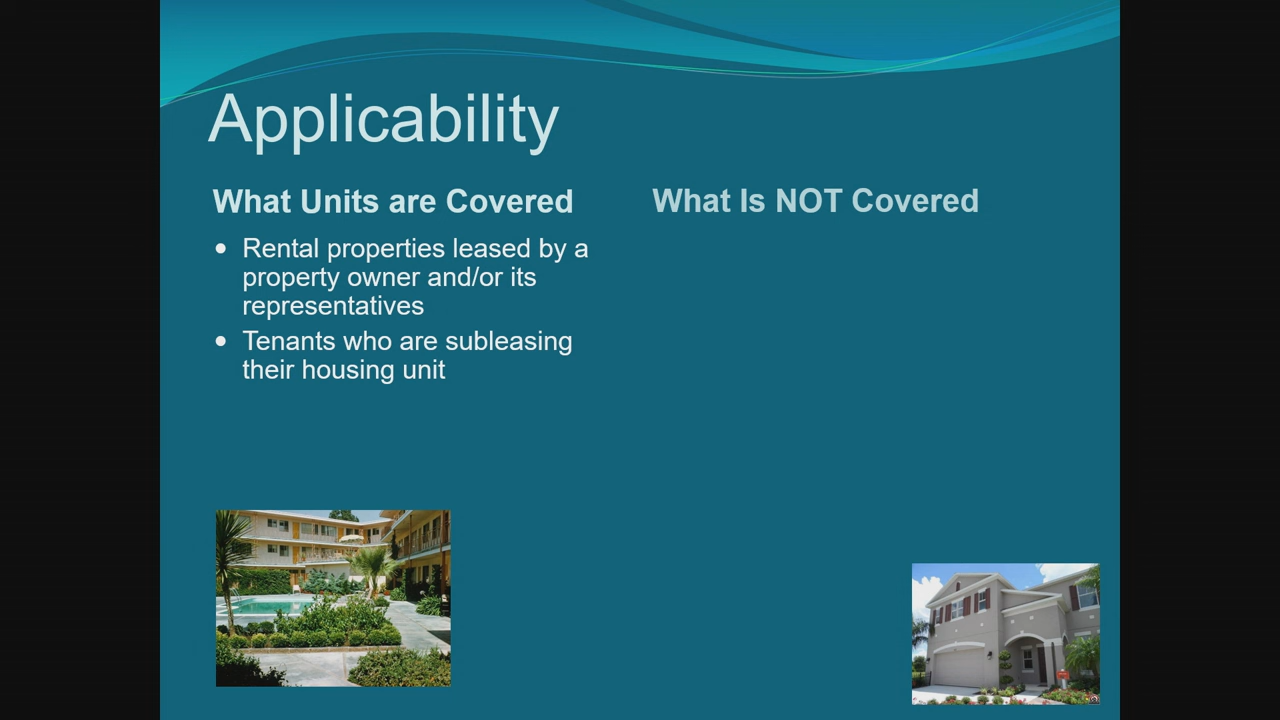 Applicability
What Units are Covered
• Rental properties leased by a
property owner and/or its
representatives
• Tenants who are subleasing
their housing unit
What Is NOT Covered